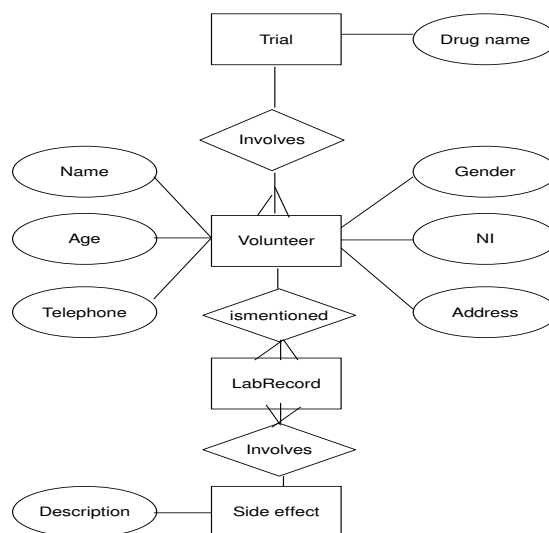 Trial
Drug name
Involves
Name
Gender
Age
Volunteer
NI
Telephone
ismentioned
Address
LabRecord
Involves
Description
Side effect